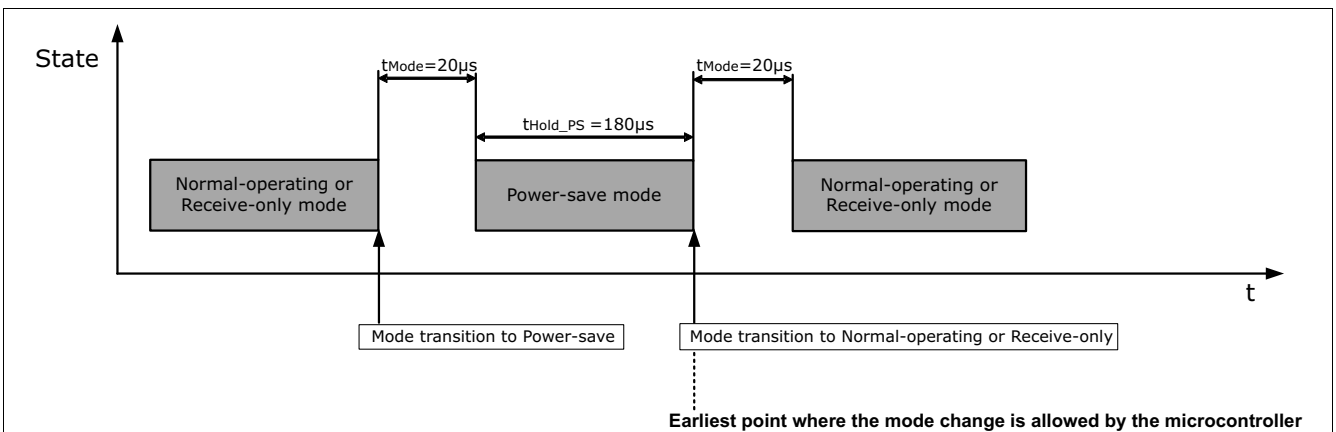 State
tMode=20µs
tMode=20µs
tHold_PS =180µs
Normal-operating or
Receive-only mode
Power-save mode
Normal-operating or
Receive-only mode
t
Mode transition to Power-save
Mode transition to Normal-operating or Receive-only
Earliest point where the mode change is allowed by the microcontroller